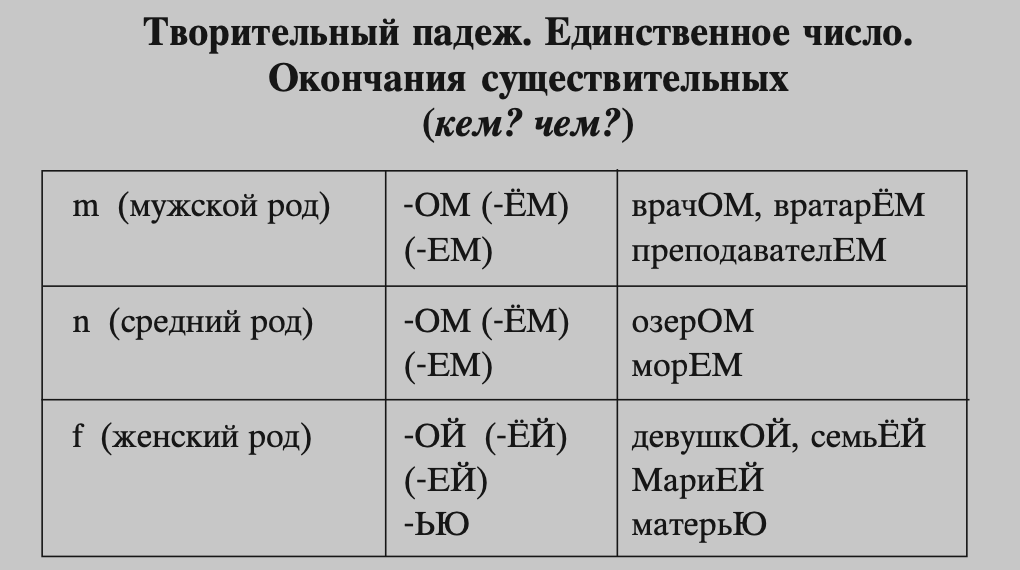 Творительный падеж. Единственное число.
Окончания существительных
(кем? чем?)
m (мужской род) -ОМ (-ЁМ) врачОМ, вратарЁМ
(-ЕМ) преподавателЕМ
n (средний род) -ОМ (-ЁМ) озерОМ
(-ЕМ) морЕМ
f (женский род) -ОЙ (-ЁЙ) девушкОЙ, семьЁЙ
(-ЕЙ) МариЕЙ
-ЬЮ матерьЮ